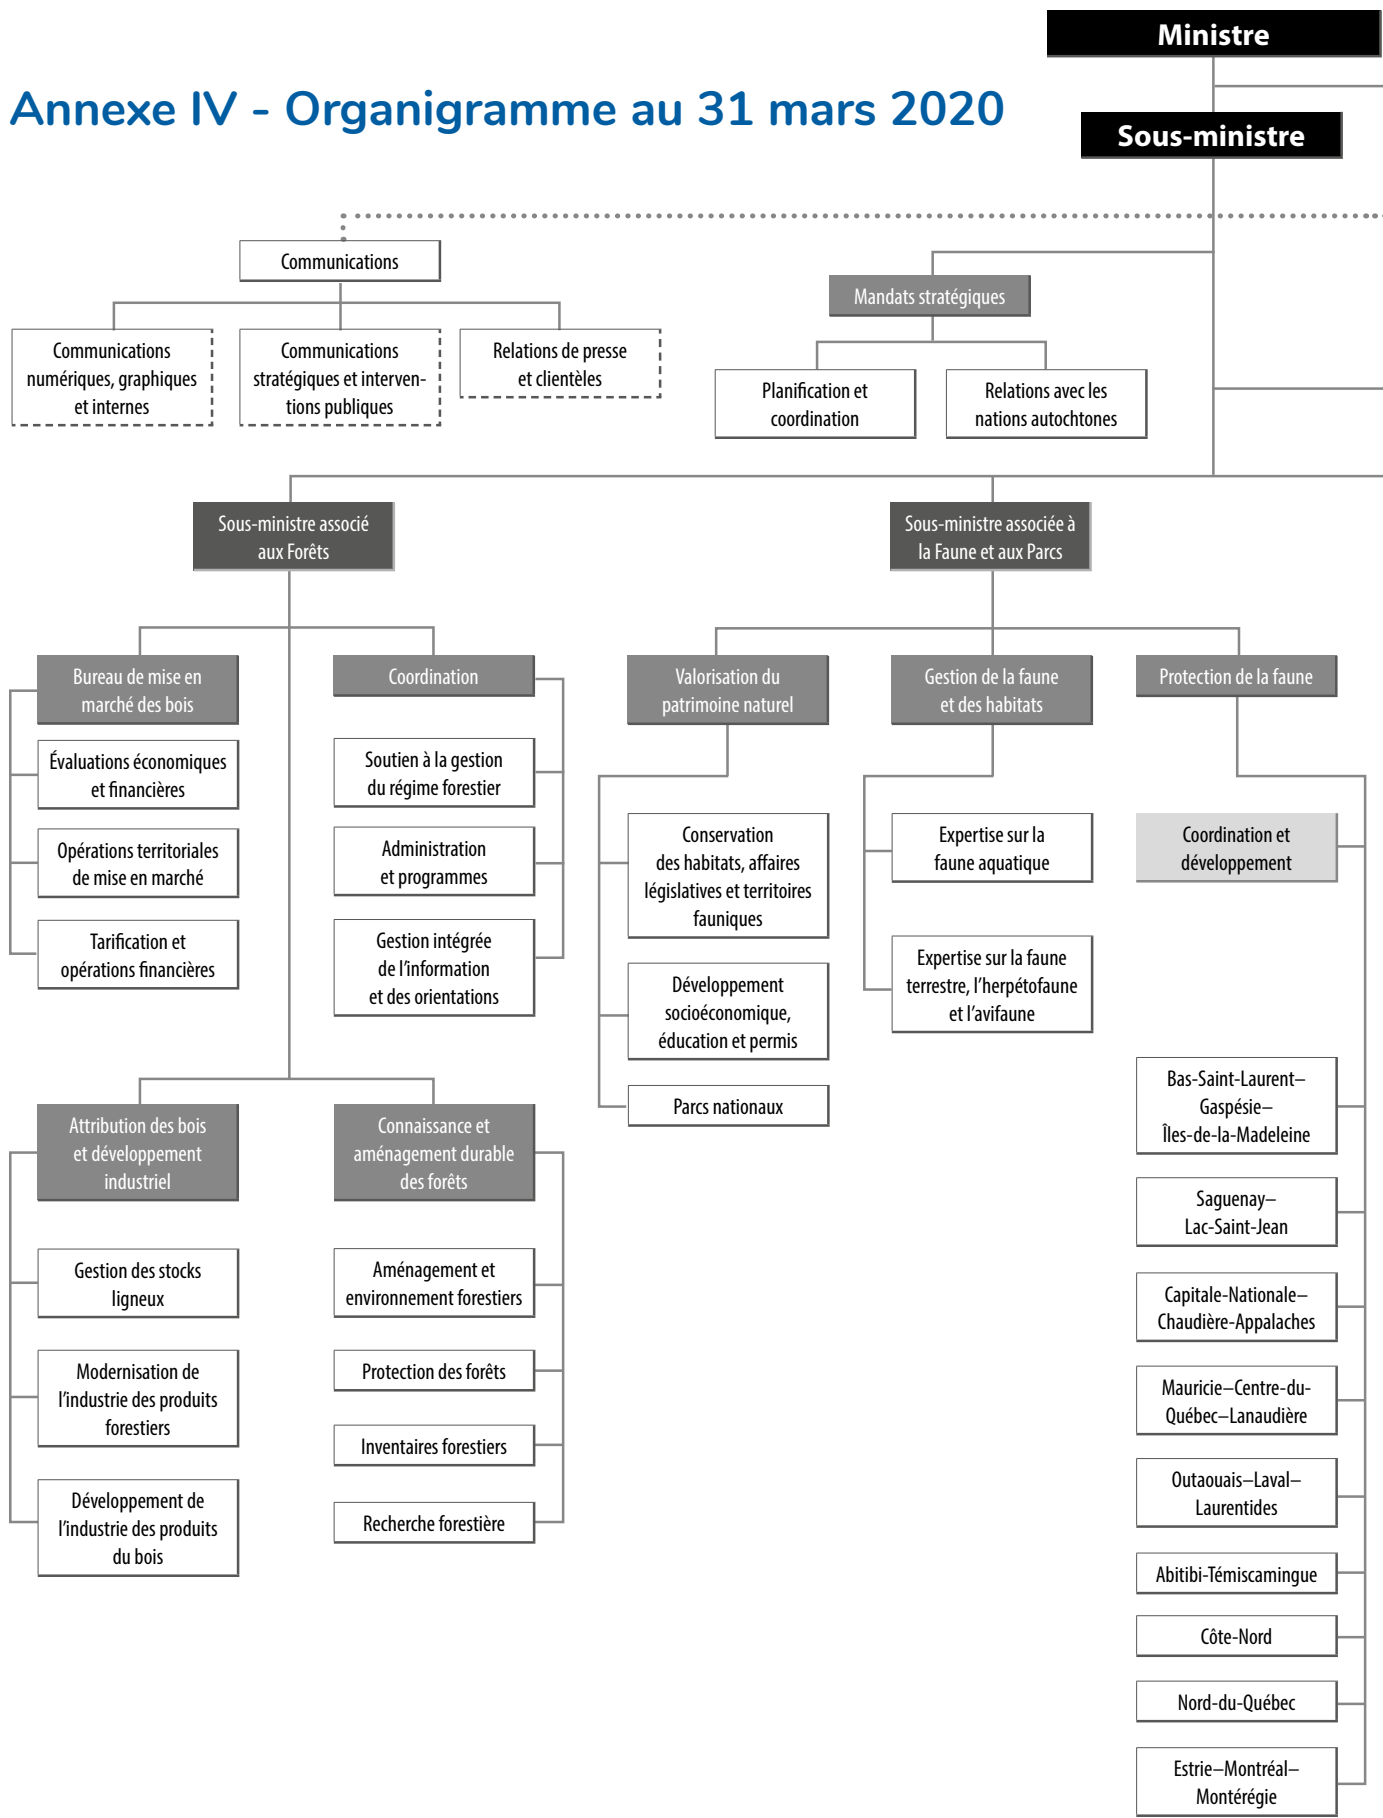 Ministre
Annexe IV - Organigramme au 31 mars 2020
Sous-ministre
Communications
Communications
numériques, graphiques
et internes
Communications
stratégiques et interven-
tions publiques
Relations de presse
et clientèles
Mandats stratégiques
Planification et
coordination
Relations avec les
nations autochtones
Sous-ministre associé
aux Forêts
Sous-ministre associée à
la Faune et aux Parcs
Bureau de mise en
marché des bois
Évaluations économiques
et financières
Opérations territoriales
de mise en marché
Tarification et
opérations financières
Coordination
Soutien à la gestion
du régime forestier
Administration
et programmes
Gestion intégrée
de l'information
et des orientations
Attribution des bois
et développement
industriel
Gestion des stocks
ligneux
Modernisation de
l'industrie des produits
forestiers
Développement de
l'industrie des produits
du bois
Connaissance et
aménagement durable
des forêts
Aménagement et
environnement forestiers
Protection des forêts
Inventaires forestiers
Recherche forestière
Valorisation du
patrimoine naturel
Conservation
des habitats, affaires
législatives et territoires
fauniques
Développement
socioéconomique,
éducation et permis
Parcs nationaux
Gestion de la faune
et des habitats
Expertise sur la
faune aquatique
Expertise sur la faune
terrestre, l'herpétofaune
et l'avifaune
Protection de la faune
Coordination et
développement
Bas-Saint-Laurent–
Gaspésie–
Îles-de-la-Madeleine
Saguenay–
Lac-Saint-Jean
Capitale-Nationale–
Chaudière-Appalaches
Mauricie–Centre-du-
Québec–Lanaudière
Outaouais–Laval–
Laurentides
Abitibi-Témiscamingue
Côte-Nord
Nord-du-Québec
Estrie–Montréal–
Montérégie